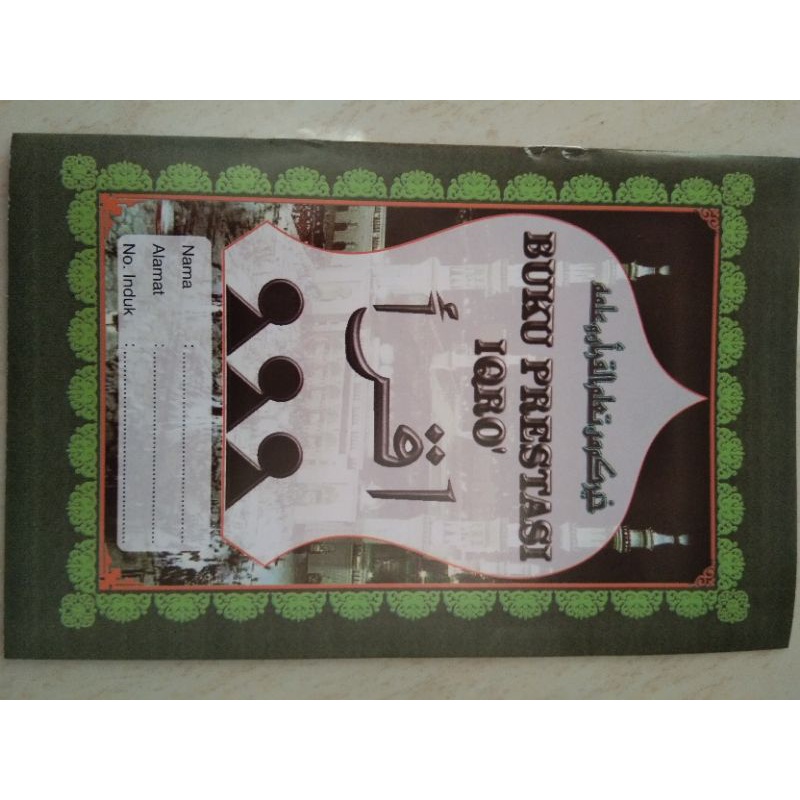 خيركم من تعلم القرآن وعلمه
BUKU PRESTASI
IQRO'
اقرأ
Nama : ........................................
Alamat : ........................................
No. Induk : ........................................